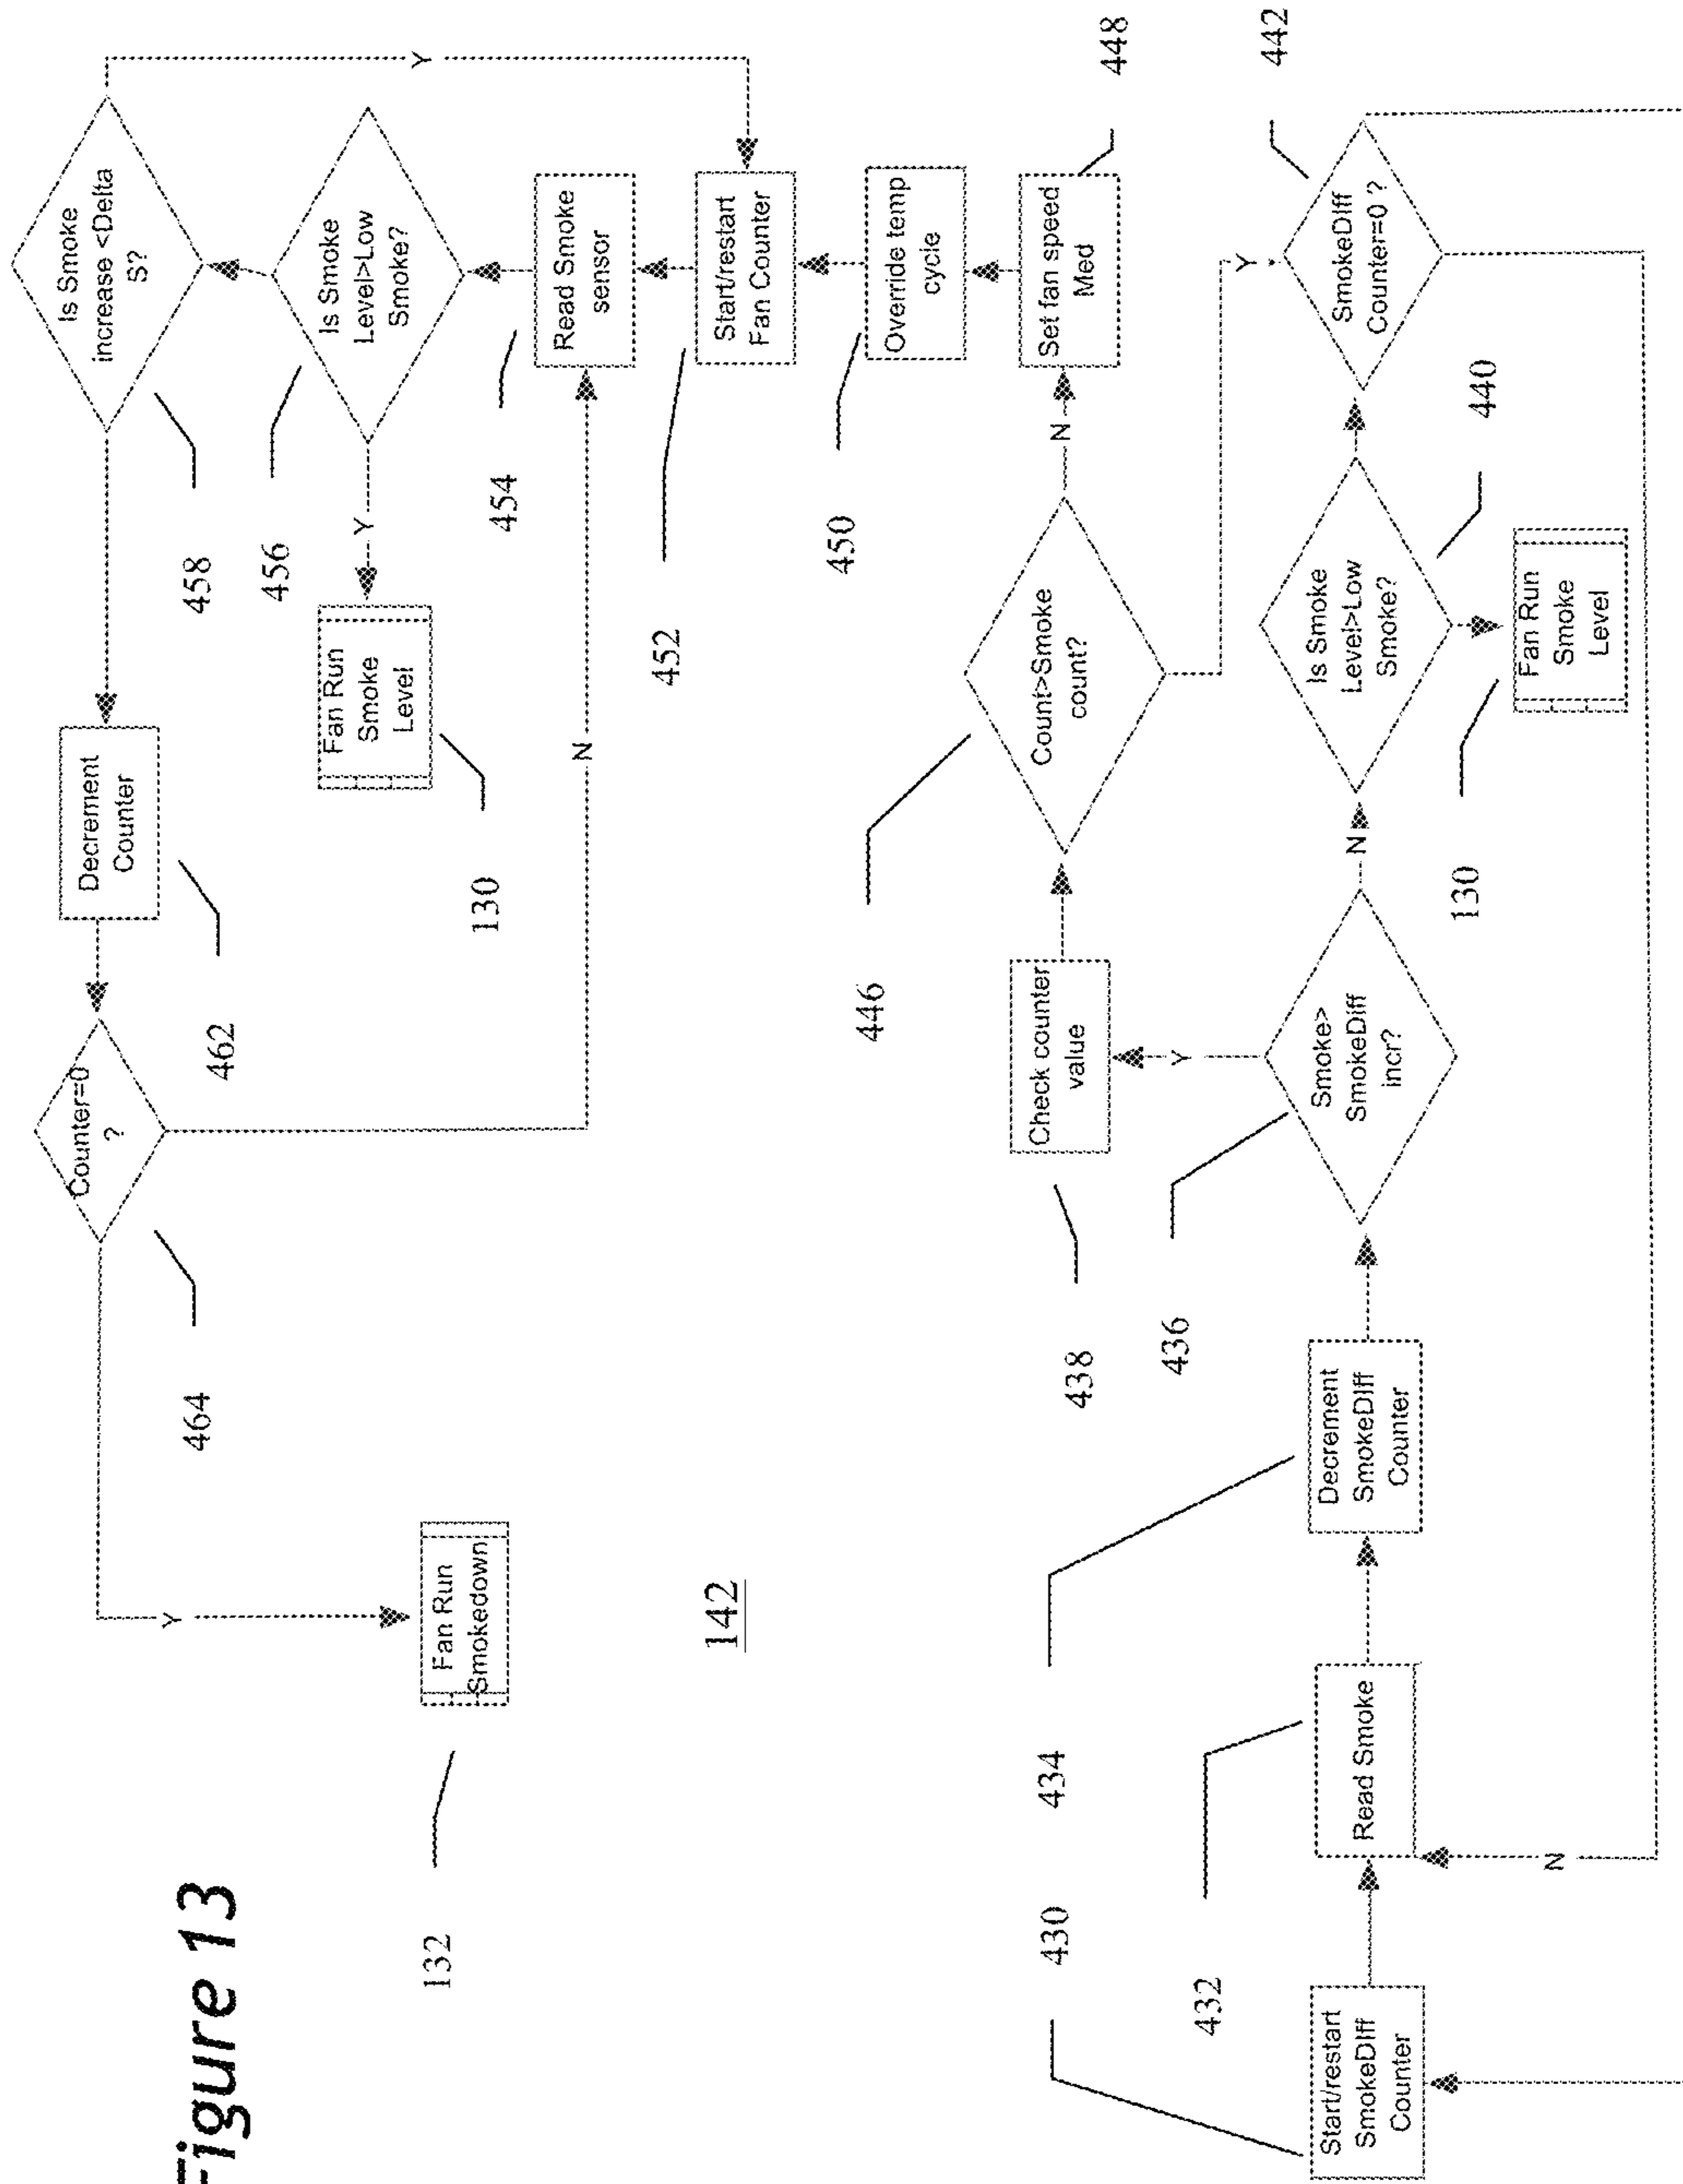 Figure 13
Counter=0
?
Decrement
Counter
Is Smoke
increase <Delta
S?
Y
Y
N
Y
464
462
458
456
Fan Run
Smokedown
132
Fan Run
Smoke
Level
130
Is Smoke
Level>Low
Smoke?
454
Read Smoke
sensor
452
Start/restart
Fan Counter
450
Override temp
cycle
448
Set fan speed
Med
142
446
Check counter
value
Count>Smoke
count?
N
Y
438
436
Y
434
430
432
Start/restart
SmokeDIff
Counter
Read Smoke
Decrement
SmokeDIff
Counter
Smoke>
SmokeDiff
incr?
N
Is Smoke
Level>Low
Smoke?
SmokeDIff
Counter=0 ?
442
440
130
Fan Run
Smoke
Level
N